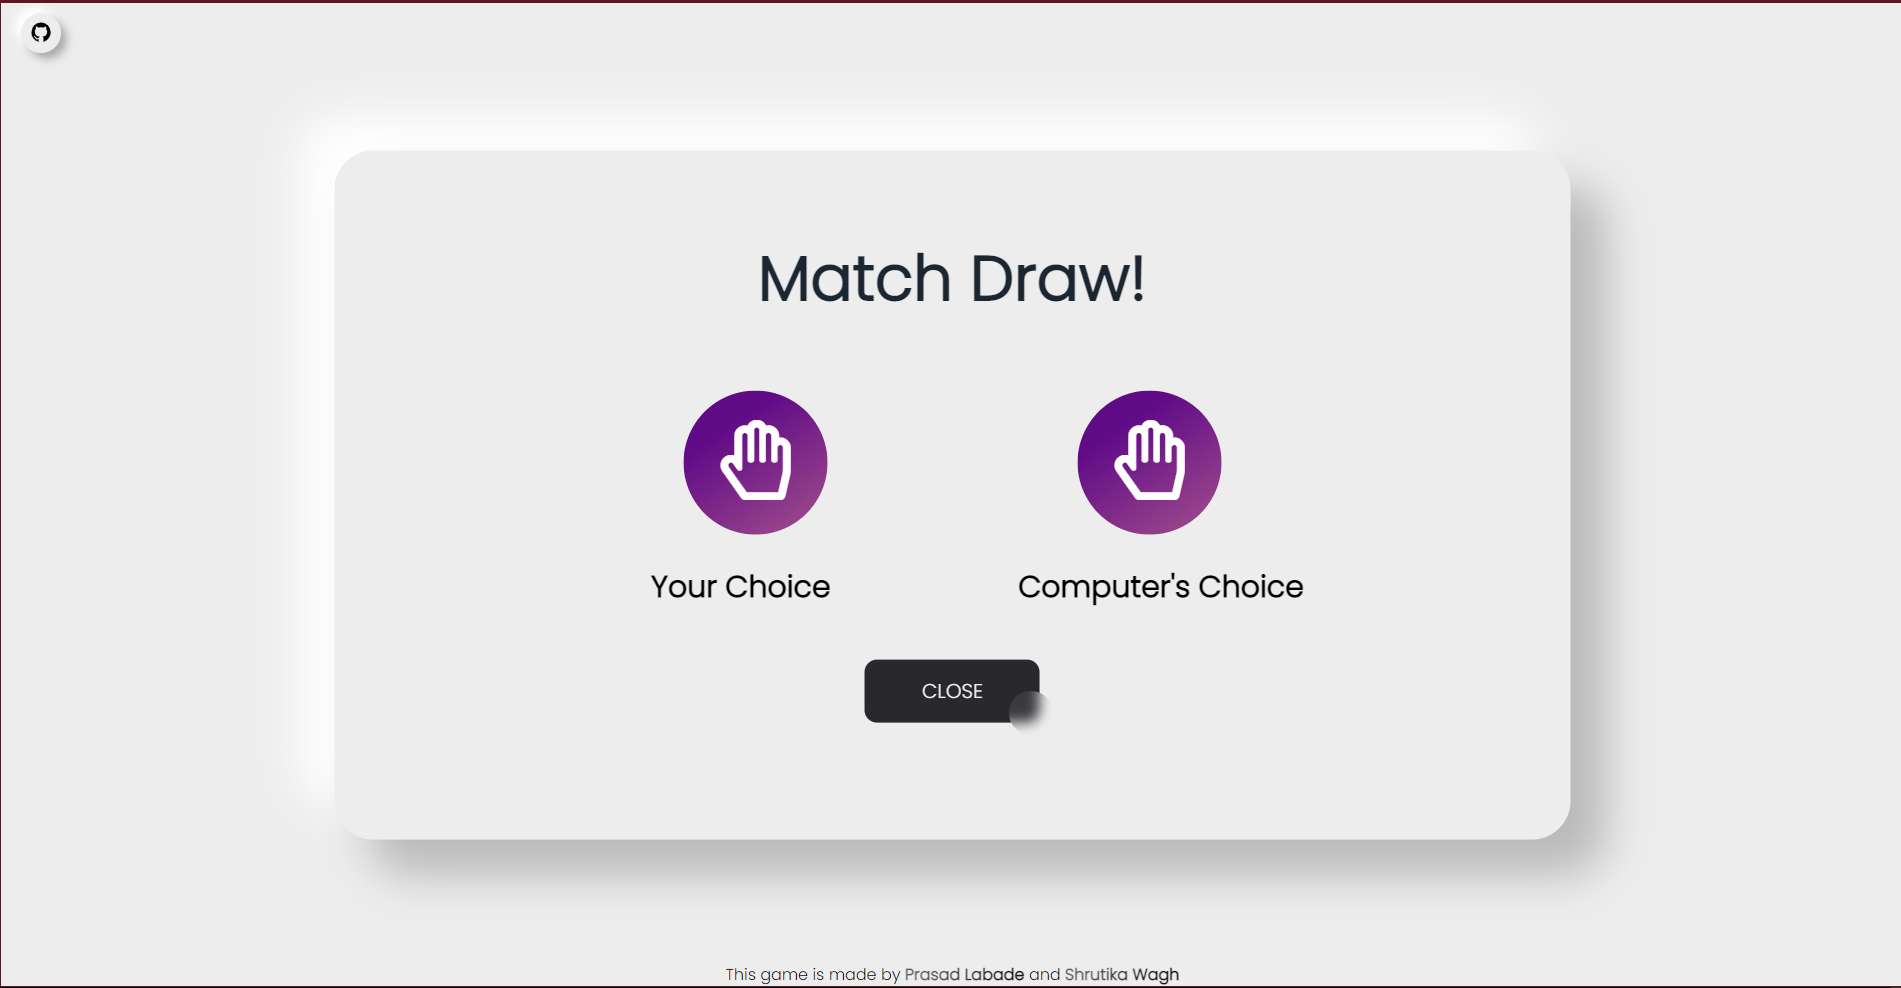 Match Draw!
Your Choice
Computer's Choice
CLOSE
This game is made by Prasad Labade and Shrutika Wagh